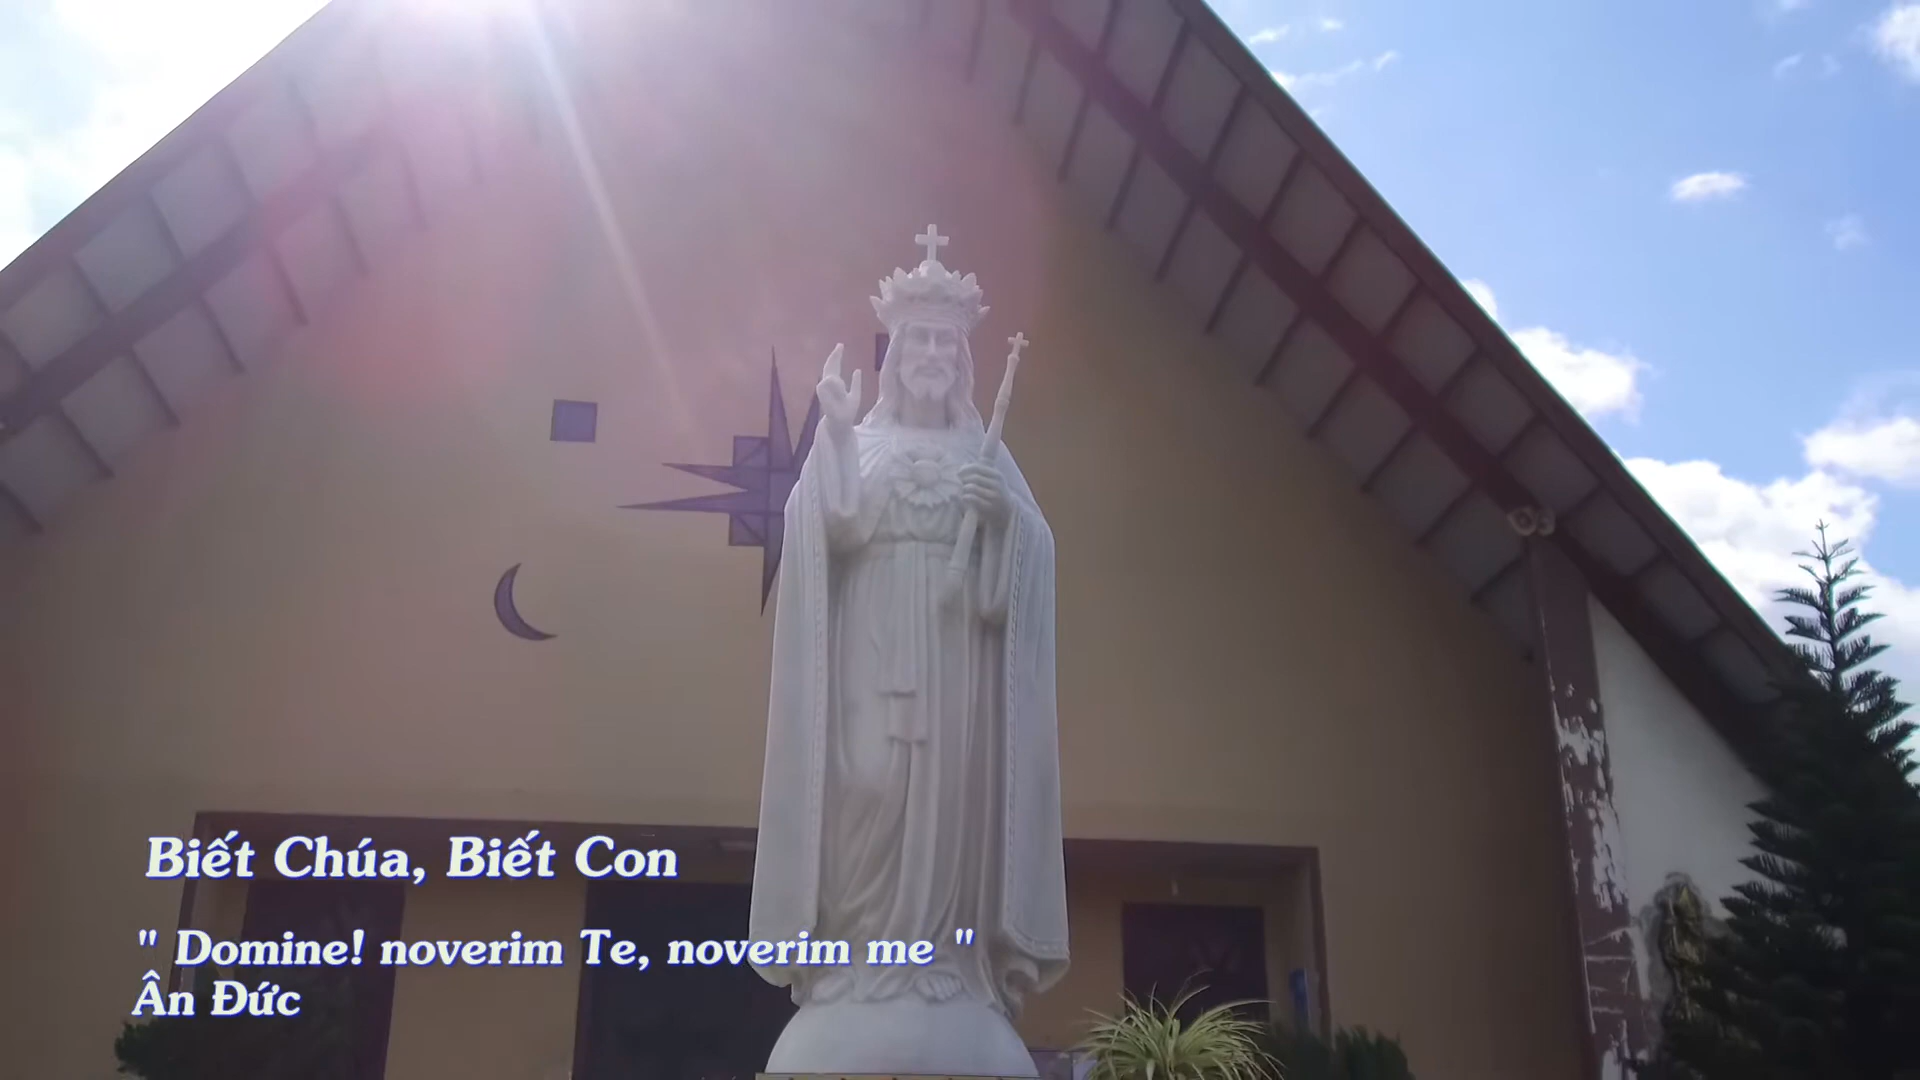 Biết Chúa, Biết Con
" Domine! noverim Te, noverim me "
Ân Đức